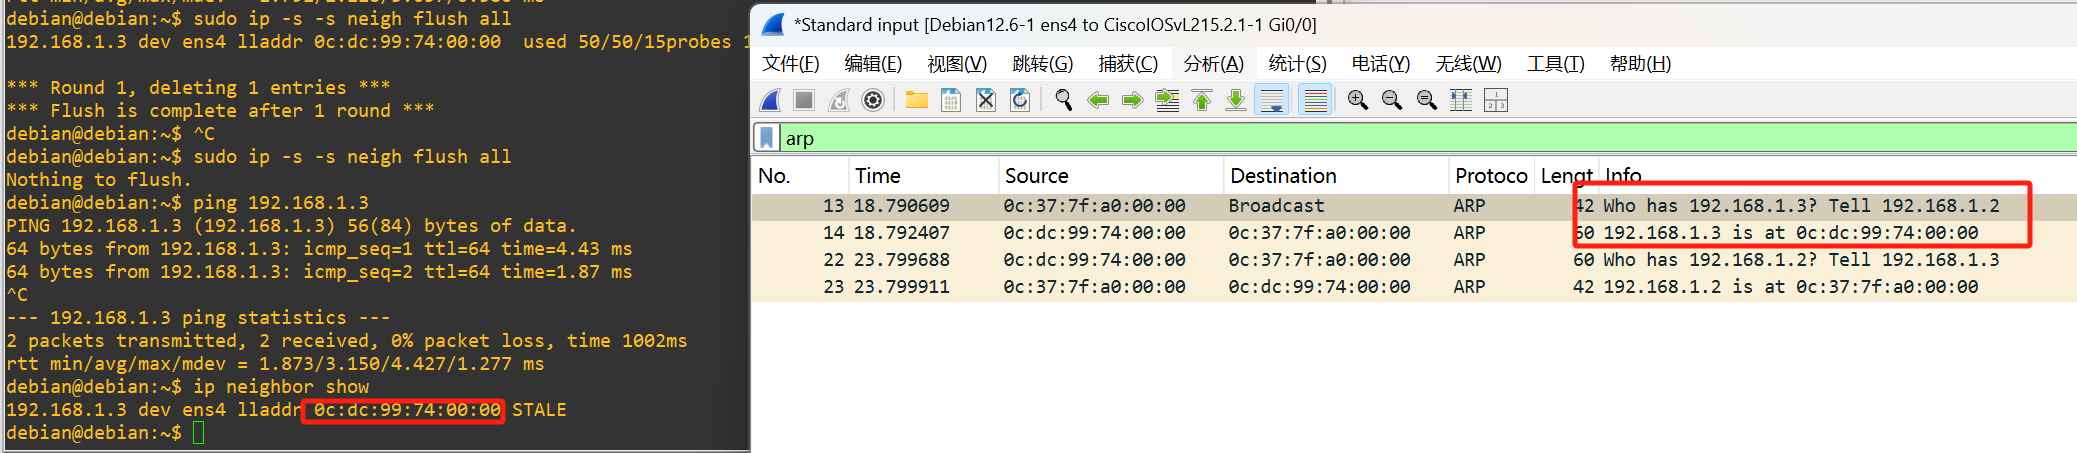 debian@debian:~$ sudo ip -s -s neigh flush all
192.168.1.3 dev ens4 lladdr 0c:dc:99:74:00:00  used 50/50/15probes 1
*** Round 1, deleting 1 entries ***
*** Flush is complete after 1 round ***
debian@debian:~$ ^C
debian@debian:~$ sudo ip -s -s neigh flush all
Nothing to flush.
debian@debian:~$ ping 192.168.1.3
PING 192.168.1.3 (192.168.1.3) 56(84) bytes of data.
64 bytes from 192.168.1.3: icmp_seq=1 ttl=64 time=4.43 ms
64 bytes from 192.168.1.3: icmp_seq=2 ttl=64 time=1.87 ms
^C
--- 192.168.1.3 ping statistics ---
2 packets transmitted, 2 received, 0% packet loss, time 1002ms
rtt min/avg/max/mdev = 1.873/3.150/4.427/1.277 ms
debian@debian:~$ ip neighbor show
192.168.1.3 dev ens4 lladdr 0c:dc:99:74:00:00 STALE
debian@debian:~$
*Standard input [Debian12.6-1 ens4 to CiscoIOSvL215.2.1-1 Gi0/0]
文件(F) 编辑(E) 视图(V) 跳转(G) 捕获(C) 分析(A) 统计(S) 电话(Y) 无线(W) 工具(T) 帮助(H)
arp
No. Time Source Destination Protoco Lengt Info
13 18.790609 0c:37:7f:a0:00:00 Broadcast ARP 42 Who has 192.168.1.3? Tell 192.168.1.2
14 18.792407 0c:dc:99:74:00:00 0c:37:7f:a0:00:00 ARP 60 192.168.1.3 is at 0c:dc:99:74:00:00
22 23.799688 0c:dc:99:74:00:00 0c:37:7f:a0:00:00 ARP 60 Who has 192.168.1.2? Tell 192.168.1.3
23 23.799911 0c:37:7f:a0:00:00 0c:dc:99:74:00:00 ARP 42 192.168.1.2 is at 0c:37:7f:a0:00:00